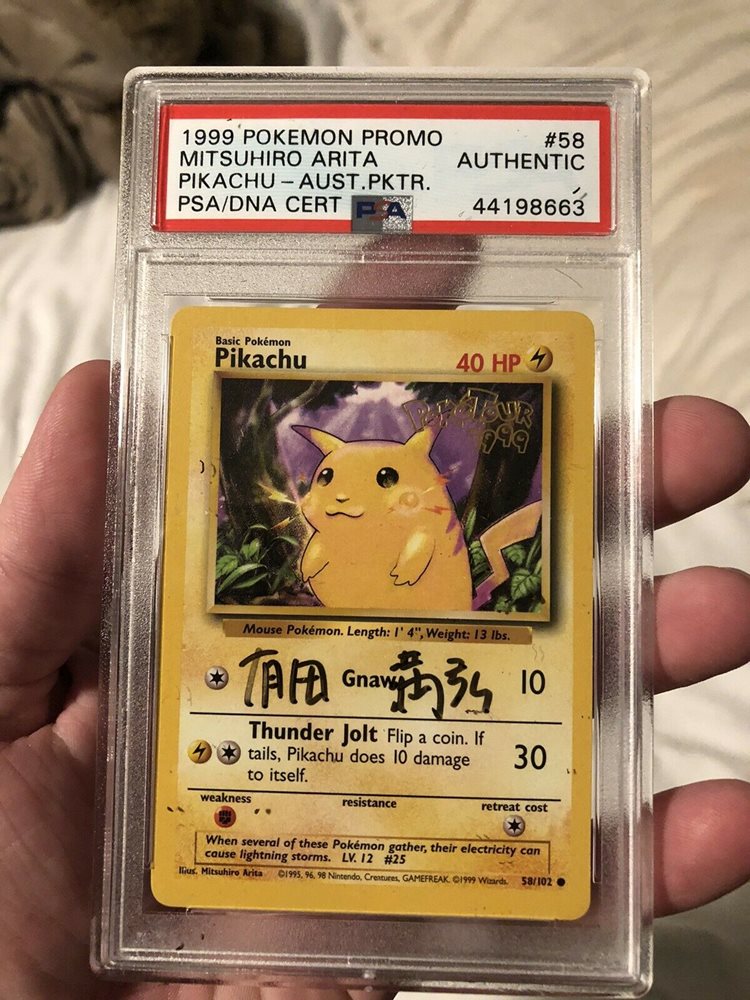 1999 POKEMON PROMO #58
MITSUHIRO ARITA AUTHENTIC
PIKACHU – AUST.PKTR.
PSA/DNA CERT PSA 44198663
Basic Pokémon
Pikachu 40 HP
PokéTour
1999
Mouse Pokémon. Length: 1' 4", Weight: 13 lbs.
有田 Gnaw 満弘 10
Thunder Jolt Flip a coin. If
tails, Pikachu does 10 damage
to itself.
30
weakness resistance retreat cost
When several of these Pokémon gather, their electricity can
cause lightning storms. LV. 12 #25
Illus. Mitsuhiro Arita ©1995, 96, 98 Nintendo, Creatures, GAMEFREAK. ©1999 Wizards. 58/102